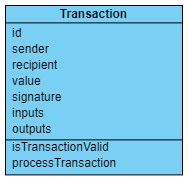 Transaction
id
sender
recipient
value
signature
inputs
outputs
isTransactionValid
processTransaction